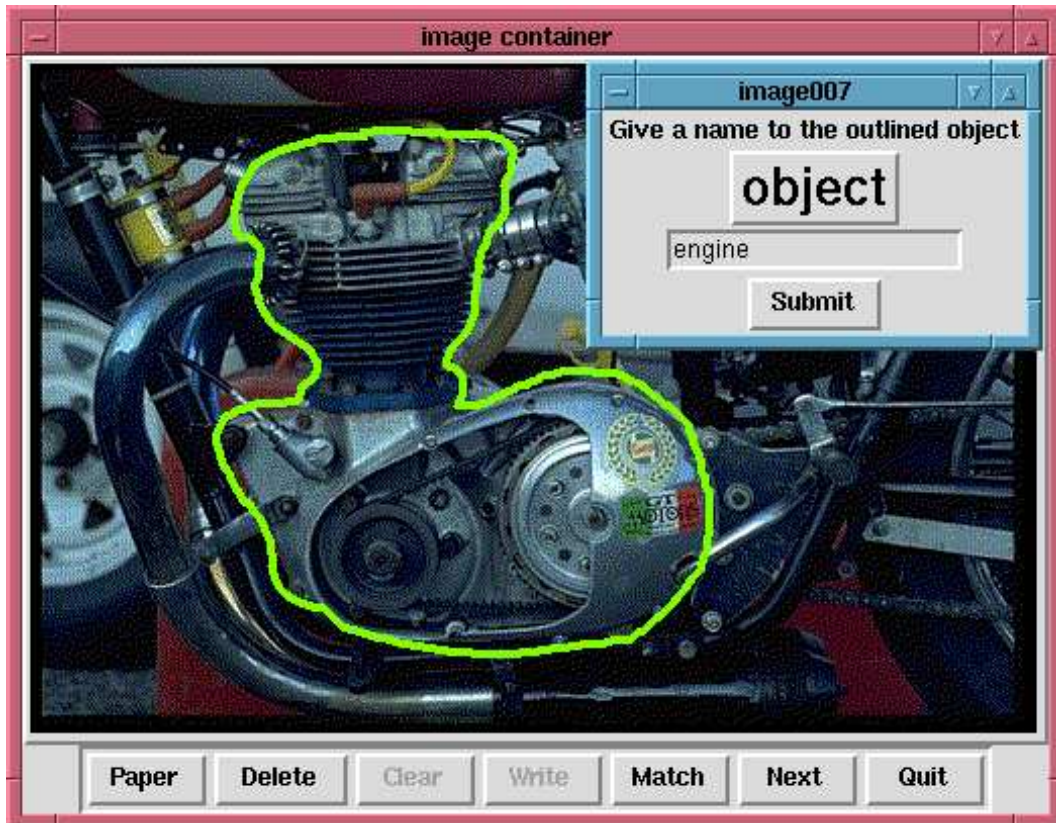 image container
image007
Give a name to the outlined object
object
engine
Submit
Paper Delete Clear Write Match Next Quit